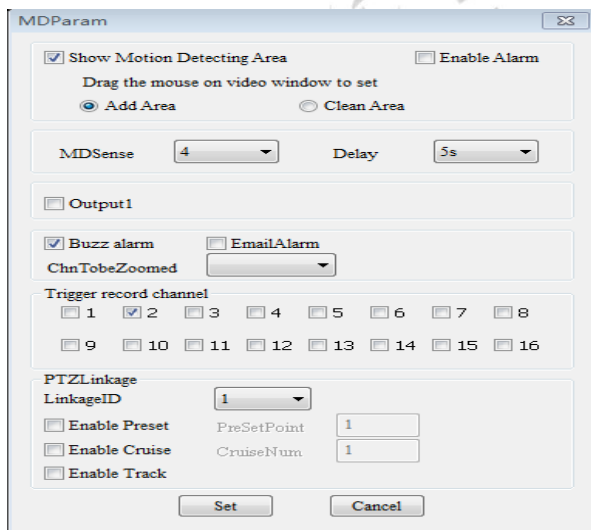 MDParam
Show Motion Detecting Area Enable Alarm
Drag the mouse on video window to set
Add Area Clean Area
MDSense 4 Delay 5s
Output1
Buzz alarm EmailAlarm
ChnTobeZoomed
Trigger record channel
1 2 3 4 5 6 7 8
9 10 11 12 13 14 15 16
PTZLinkage
LinkageID 1
Enable Preset PreSetPoint 1
Enable Cruise CruiseNum 1
Enable Track
Set Cancel